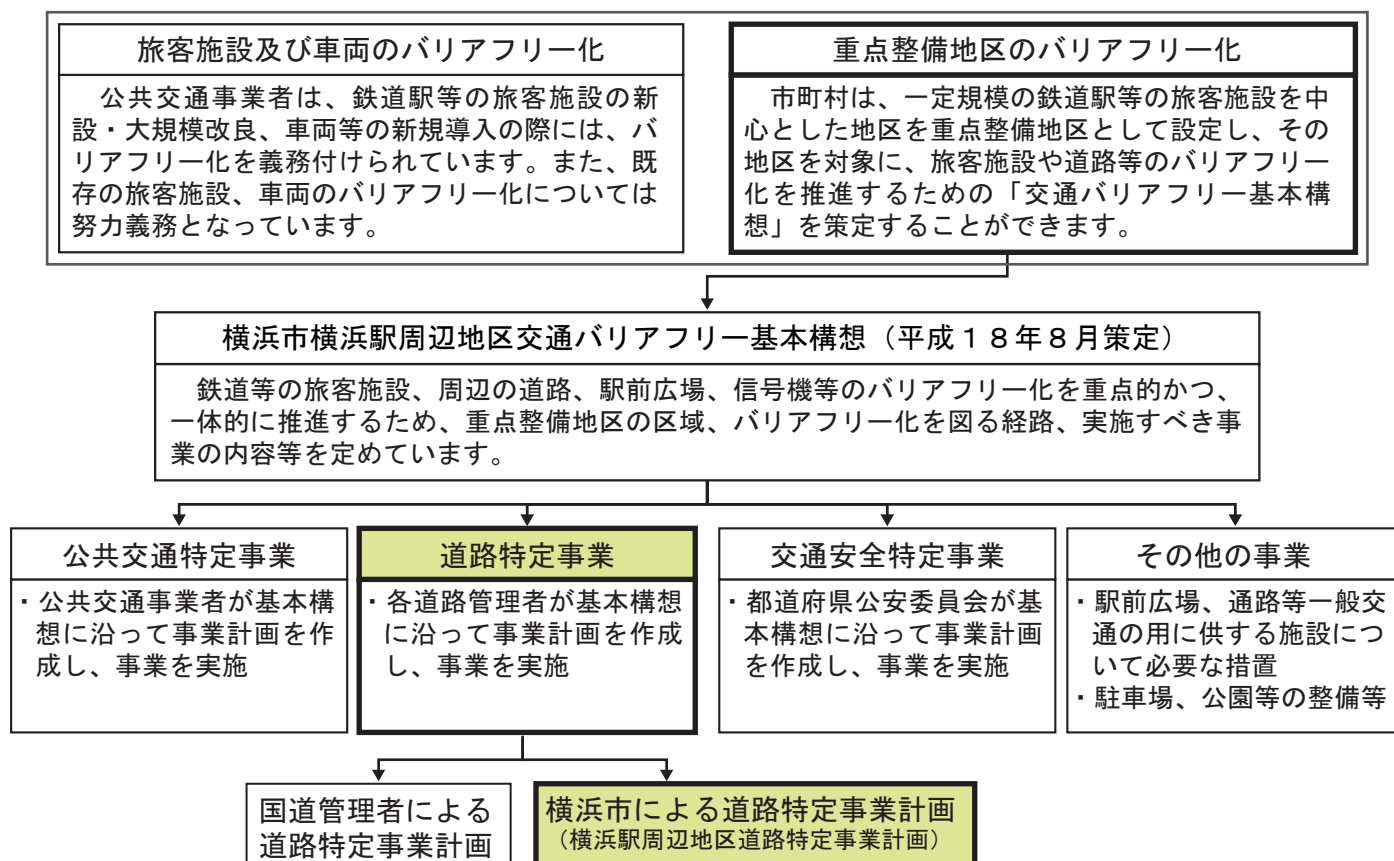 旅客施設及び車両のバリアフリー化
公共交通事業者は、鉄道駅等の旅客施設の新
設・大規模改良、車両等の新規導入の際には、バ
リアフリー化を義務付けられています。また、既
存の旅客施設、車両のバリアフリー化については
努力義務となっています。
重点整備地区のバリアフリー化
市町村は、一定規模の鉄道駅等の旅客施設を中
心とした地区を重点整備地区として設定し、その
地区を対象に、旅客施設や道路等のバリアフリー
化を推進するための「交通バリアフリー基本構
想」を策定することができます。
横浜市横浜駅周辺地区交通バリアフリー基本構想（平成１８年８月策定）
鉄道等の旅客施設、周辺の道路、駅前広場、信号機等のバリアフリー化を重点的かつ、
一体的に推進するため、重点整備地区の区域、バリアフリー化を図る経路、実施すべき事
業の内容等を定めています。
公共交通特定事業
・公共交通事業者が基本構
想に沿って事業計画を作
成し、事業を実施
道路特定事業
・各道路管理者が基本構想
に沿って事業計画を作成
し、事業を実施
交通安全特定事業
・都道府県公安委員会が基
本構想に沿って事業計画
を作成し、事業を実施
その他の事業
・駅前広場、通路等一般交
通の用に供する施設につ
いて必要な措置
・駐車場、公園等の整備等
国道管理者による
道路特定事業計画
横浜市による道路特定事業計画
（横浜駅周辺地区道路特定事業計画）